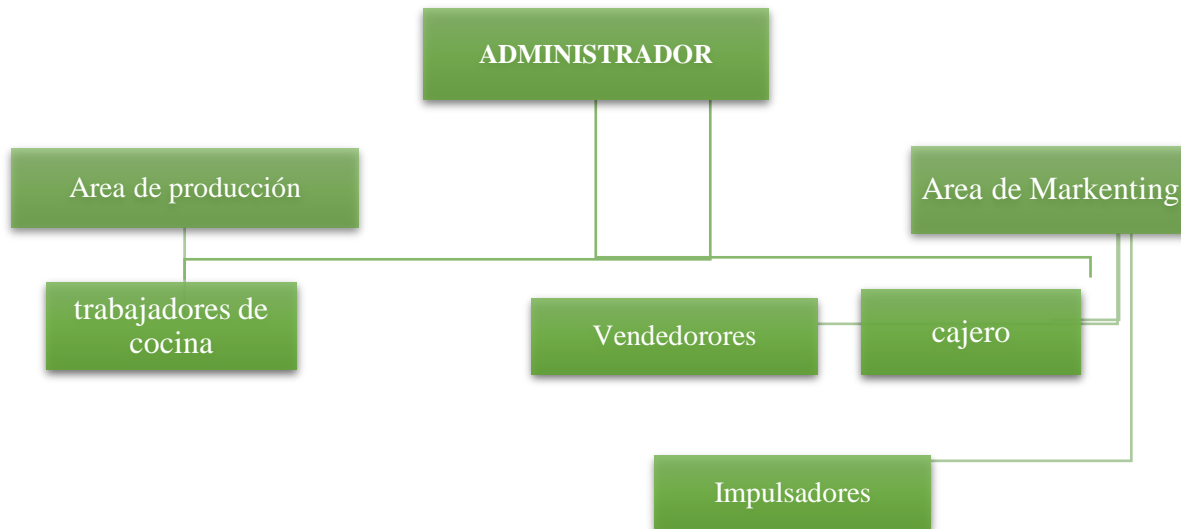 ADMINISTRADOR
Area de producción
Area de Markenting
trabajadores de
cocina
Vendedorores
cajero
Impulsadores